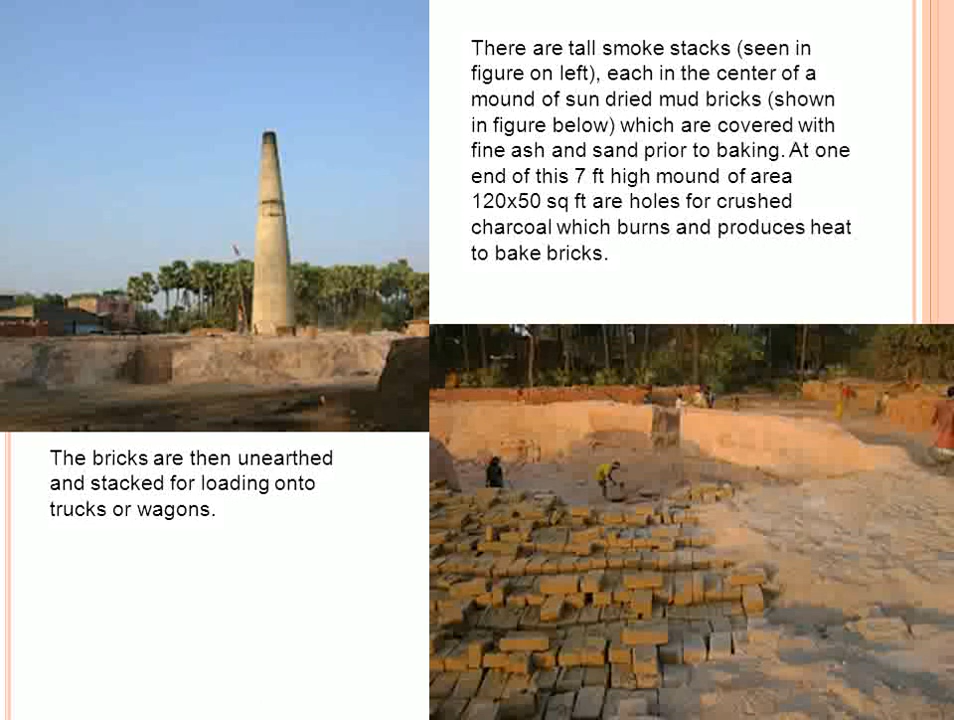 There are tall smoke stacks (seen in
figure on left), each in the center of a
mound of sun dried mud bricks (shown
in figure below) which are covered with
fine ash and sand prior to baking. At one
end of this 7 ft high mound of area
120x50 sq ft are holes for crushed
charcoal which burns and produces heat
to bake bricks.
The bricks are then unearthed
and stacked for loading onto
trucks or wagons.